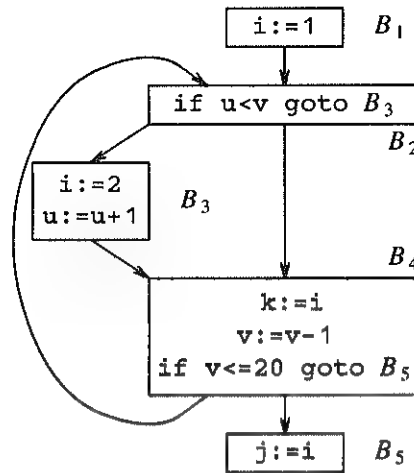 i:=1
B1
if u<v goto B3
B2
i:=2
u:=u+1
B3
B4
k:=i
v:=v-1
if v<=20 goto B5
j:=i
B5